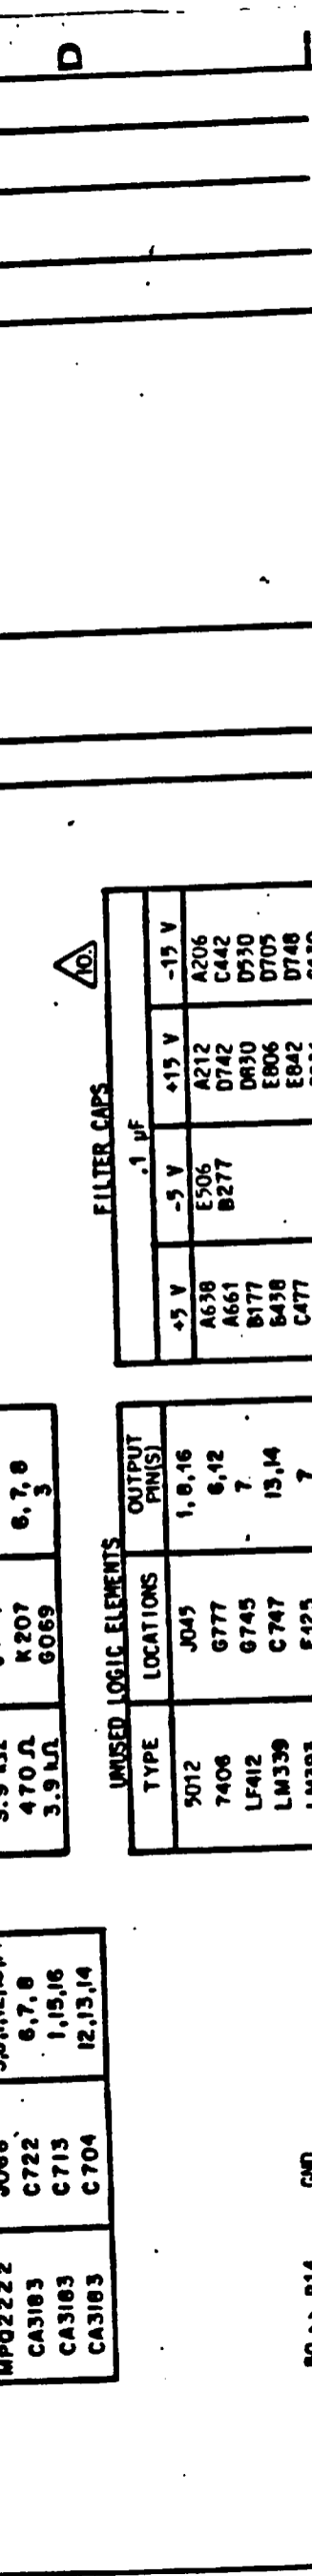 D
10.
FILTER CAPS
.1 µF
+5 V -5 V +15 V -15 V
A638 E506 A212 A206
A661 B277 D742 C442
B177 DR30 D530
B438 E806 D705
C477 E842 D748
K207 6,7,8
470 Ω
3.9 kΩ G069 3
UNUSED LOGIC ELEMENTS
TYPE LOCATIONS OUTPUT PIN(S)
5012 J045 1,8,16
7406 G777 6,12
LF412 G745 7
LM339 C747 13,14
7
MPQ2222
CA3183 C722 6,7,8
CA3183 C713 1,15,16
CA3183 C704 12,13,14
GND